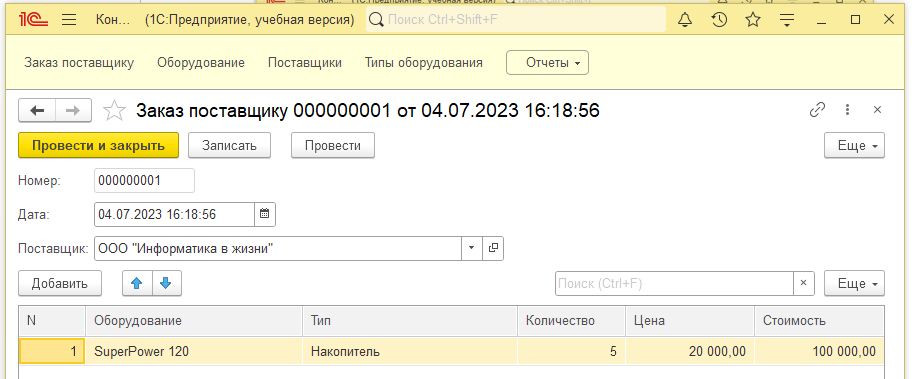 1С Кон... (1С:Предприятие, учебная версия) Поиск Ctrl+Shift+F
Заказ поставщику Оборудование Поставщики Типы оборудования Отчеты
Заказ поставщику 000000001 от 04.07.2023 16:18:56
Провести и закрыть Записать Провести Еще
Номер: 000000001
Дата: 04.07.2023 16:18:56
Поставщик: ООО "Информатика в жизни"
Добавить Поиск (Ctrl+F) × Еще
N Оборудование Тип Количество Цена Стоимость
1 SuperPower 120 Накопитель 5 20 000,00 100 000,00